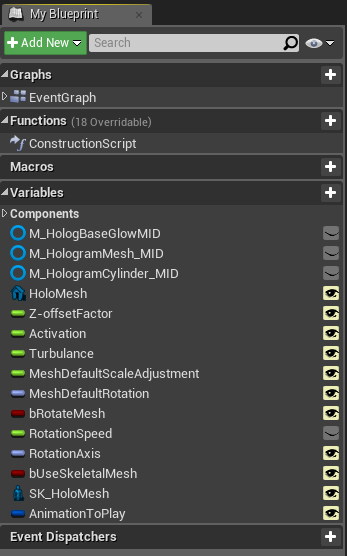 My Blueprint
Add New Search
Graphs
EventGraph
Functions (18 Overridable)
ConstructionScript
Macros
Variables
Components
M_HologBaseGlowMID
M_HologramMesh_MID
M_HologramCylinder_MID
HoloMesh
Z-offsetFactor
Activation
Turbulance
MeshDefaultScaleAdjustment
MeshDefaultRotation
bRotateMesh
RotationSpeed
RotationAxis
bUseSkeletalMesh
SK_HoloMesh
AnimationToPlay
Event Dispatchers